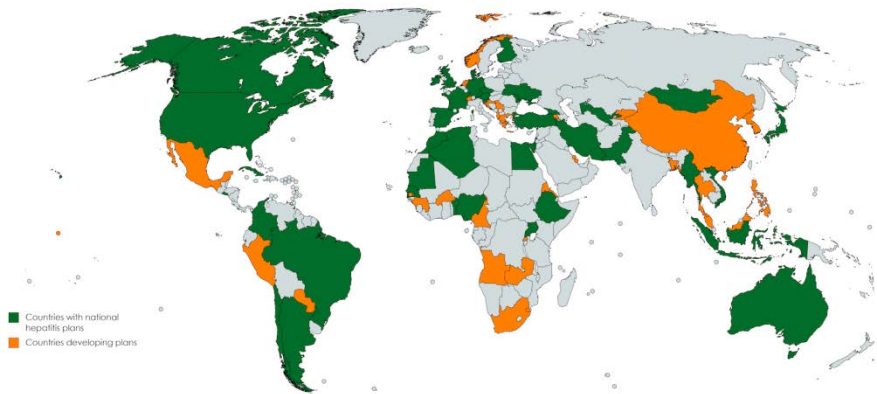 Countries with national
hepatitis plans
Countries developing plans